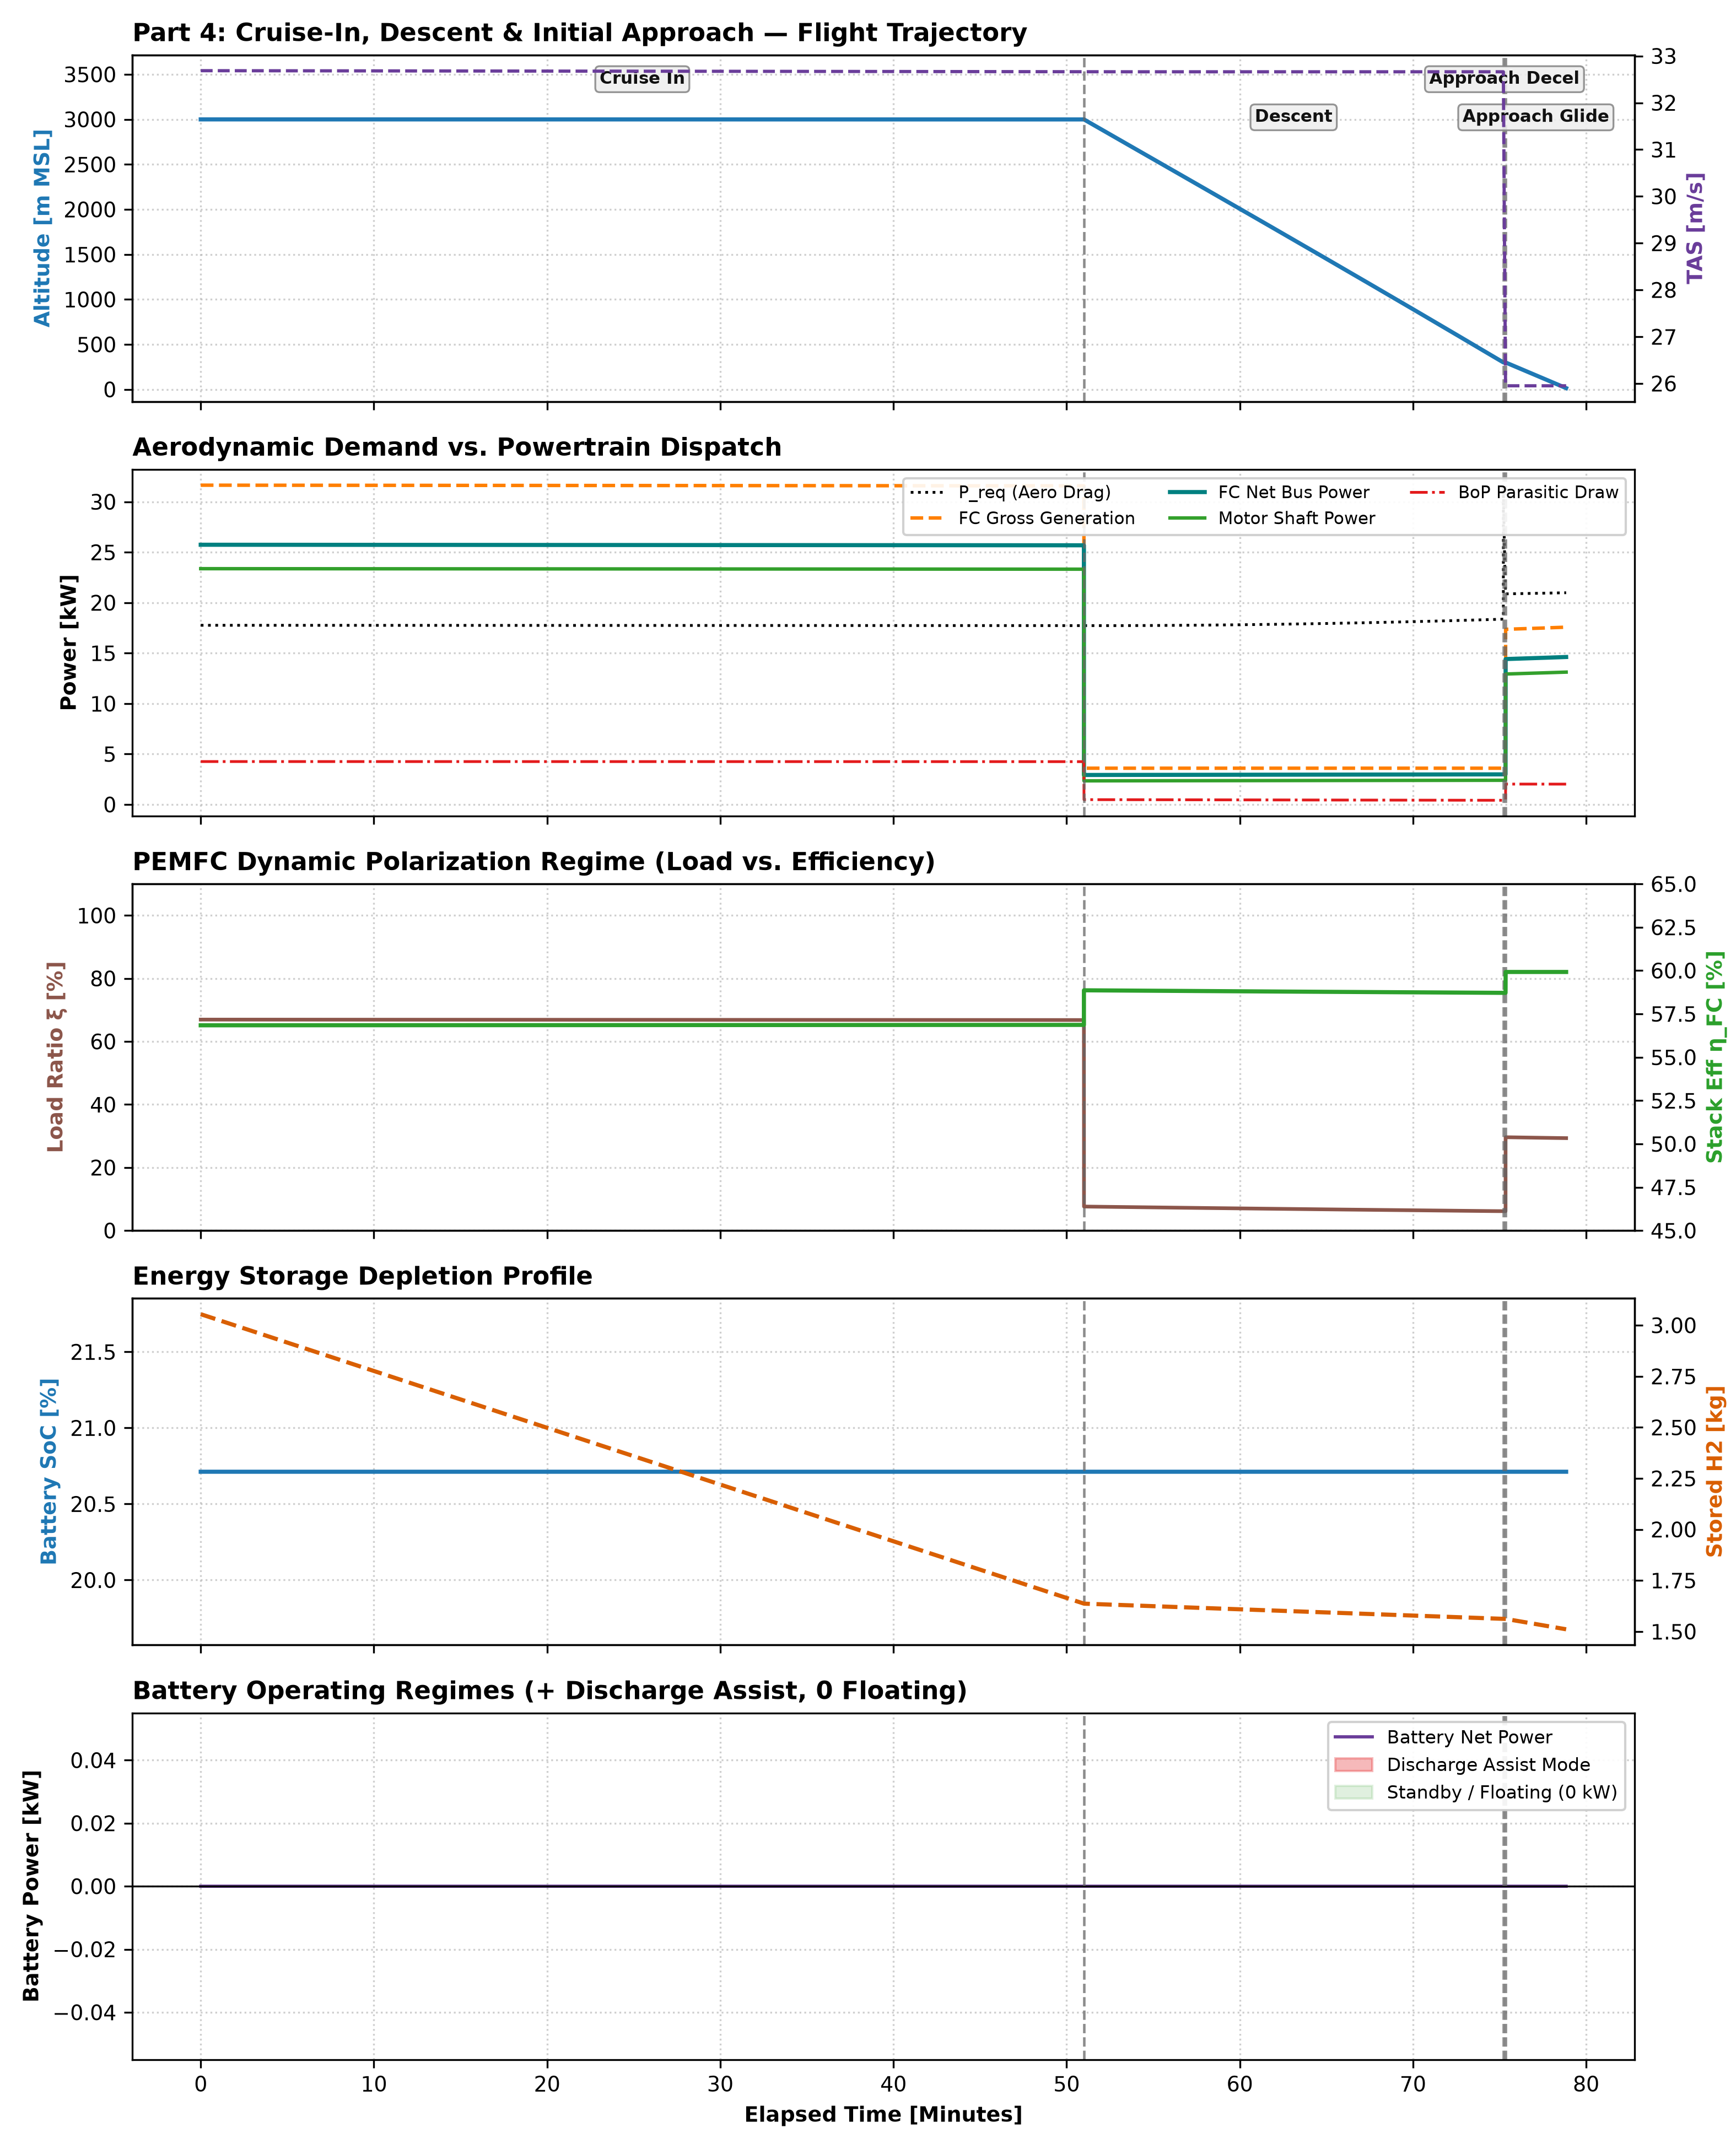 Part 4: Cruise-In, Descent & Initial Approach — Flight Trajectory
Altitude [m MSL]
3500
3000
2500
2000
1500
1000
500
0
Cruise In
Descent
Approach Decel
Approach Glide
33
32
31
30
29
28
27
26
TAS [m/s]
Aerodynamic Demand vs. Powertrain Dispatch
Power [kW]
30
25
20
15
10
5
0
P_req (Aero Drag)
FC Gross Generation
FC Net Bus Power
Motor Shaft Power
BoP Parasitic Draw
PEMFC Dynamic Polarization Regime (Load vs. Efficiency)
Load Ratio ξ [%]
100
80
60
40
20
0
65.0
62.5
60.0
57.5
55.0
52.5
50.0
47.5
45.0
Stack Eff η_FC [%]
Energy Storage Depletion Profile
Battery SoC [%]
21.5
21.0
20.5
20.0
3.00
2.75
2.50
2.25
2.00
1.75
1.50
Stored H2 [kg]
Battery Operating Regimes (+ Discharge Assist, 0 Floating)
Battery Power [kW]
0.04
0.02
0.00
−0.02
−0.04
Battery Net Power
Discharge Assist Mode
Standby / Floating (0 kW)
0 10 20 30 40 50 60 70 80
Elapsed Time [Minutes]